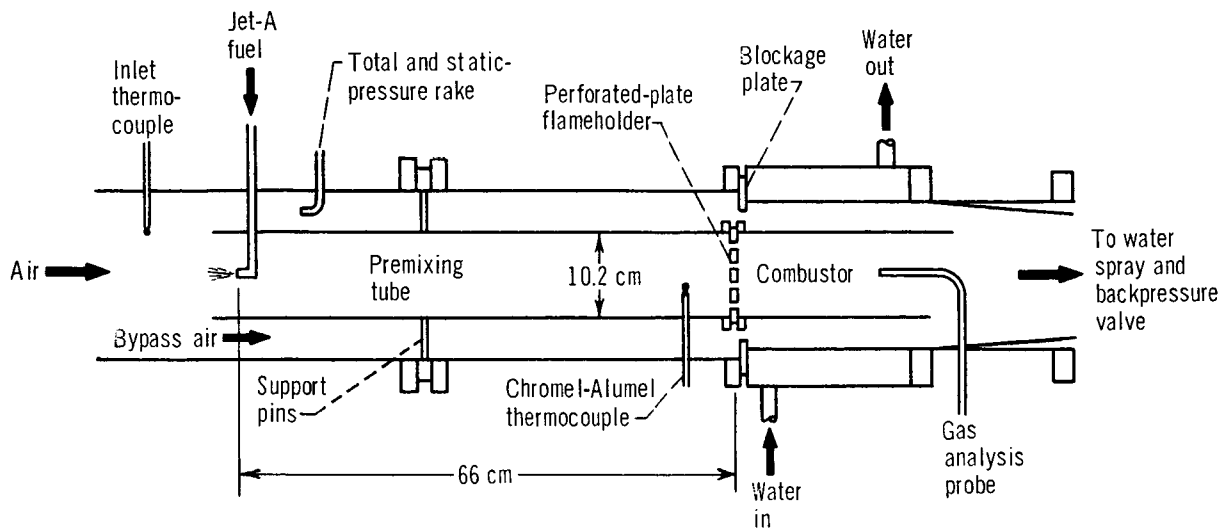 Jet-A
fuel
Inlet
thermo-
couple
Total and static-
pressure rake
Perforated-plate
flameholder
Blockage
plate
Water
out
Air
Premixing
tube
10.2 cm
Combustor
To water
spray and
backpressure
valve
Bypass air
Support
pins
Chromel-Alumel
thermocouple
Gas
analysis
probe
66 cm
Water
in